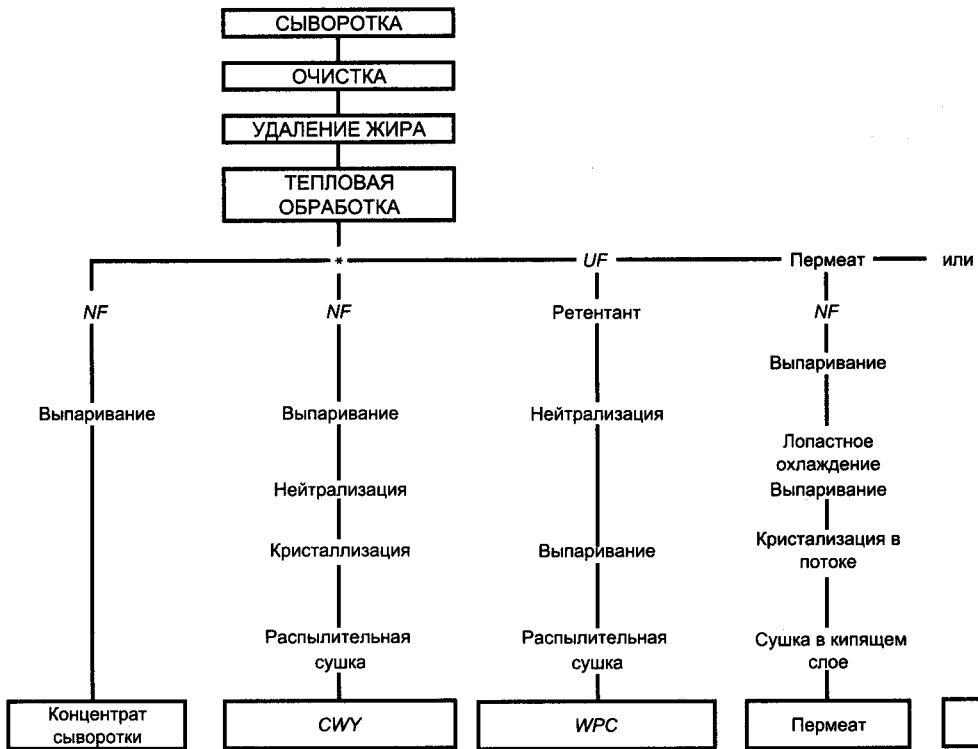 СЫВОРОТКА
ОЧИСТКА
УДАЛЕНИЕ ЖИРА
ТЕПЛОВАЯ
ОБРАБОТКА
* UF Пермеат или
NF NF Ретентант NF
Выпаривание
Выпаривание Выпаривание Нейтрализация
Лопастное
охлаждение
Нейтрализация Выпаривание
Кристаллизация Выпаривание Кристализация в
потоке
Распылительная Распылительная Сушка в кипящем
сушка сушка слое
Концентрат
сыворотки
CWY WPC Пермеат